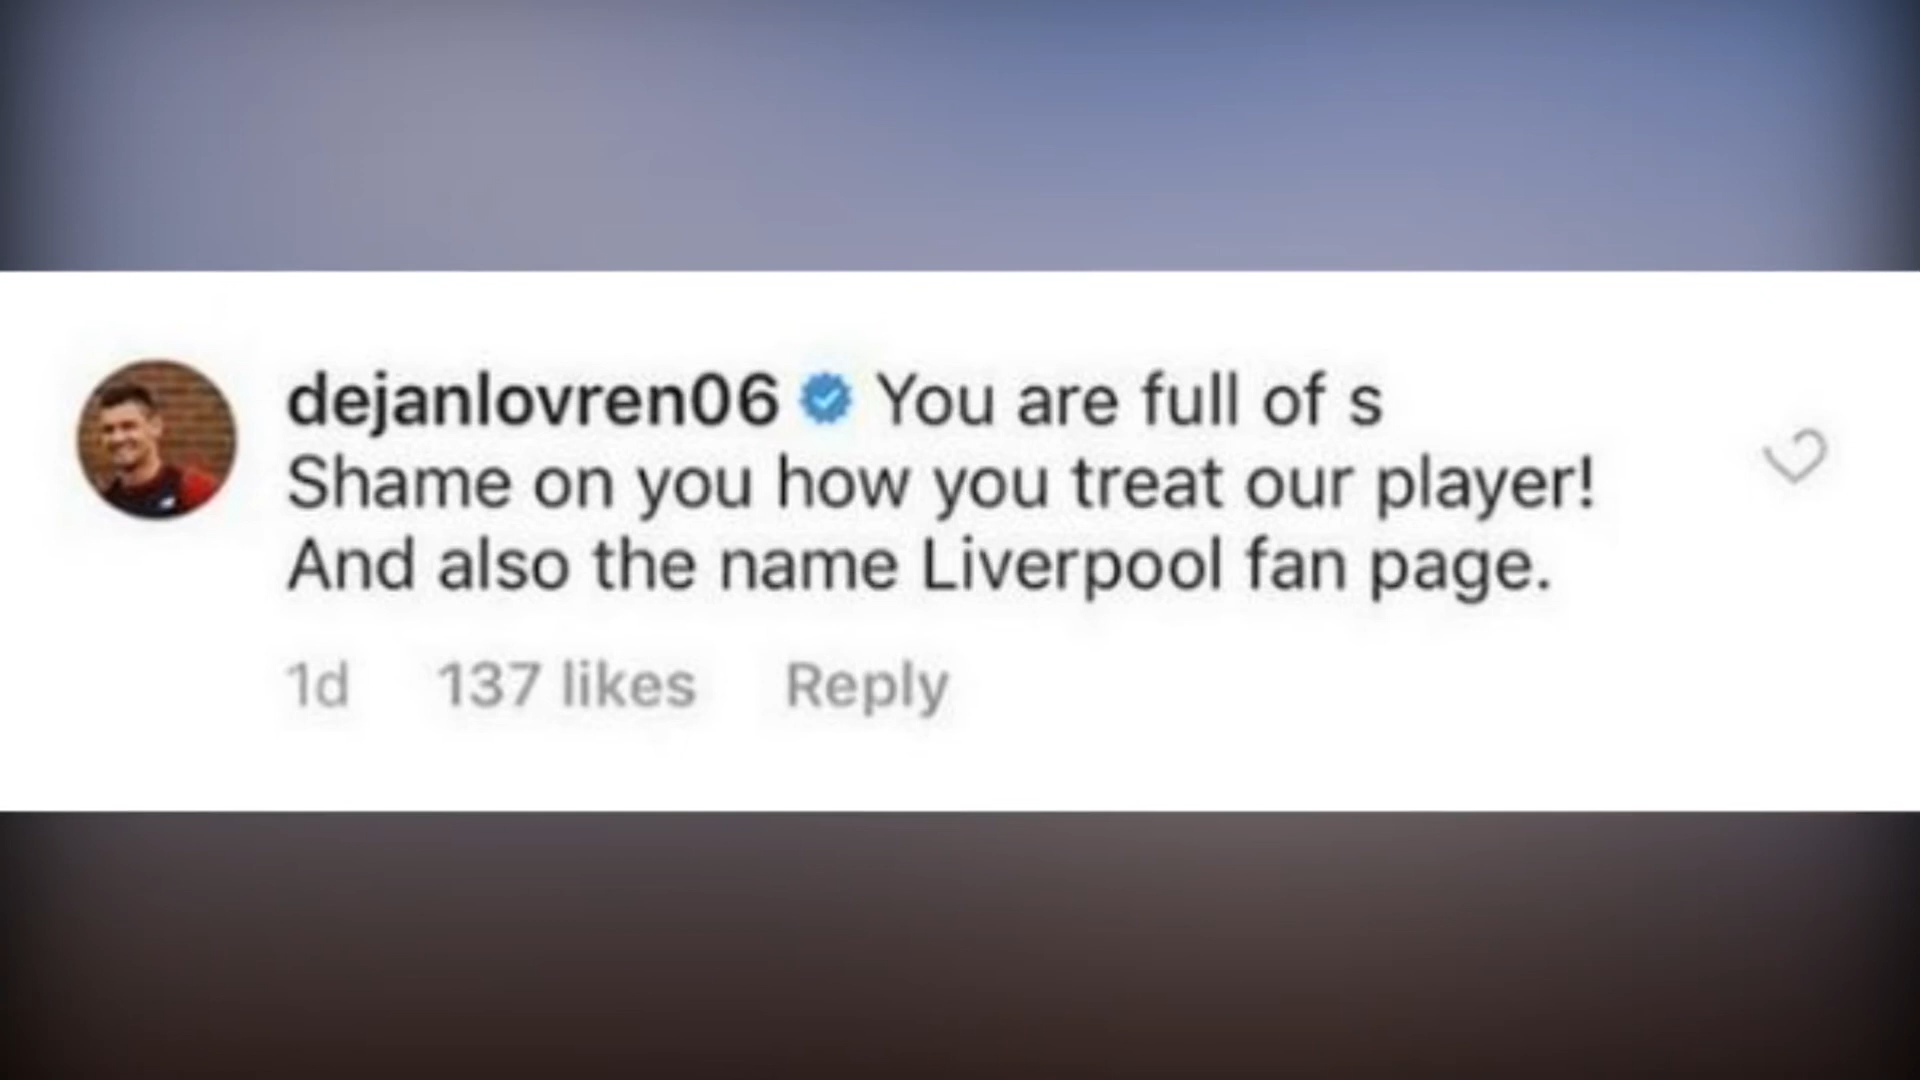 dejanlovren06 You are full of s
Shame on you how you treat our player!
And also the name Liverpool fan page.
1d 137 likes Reply